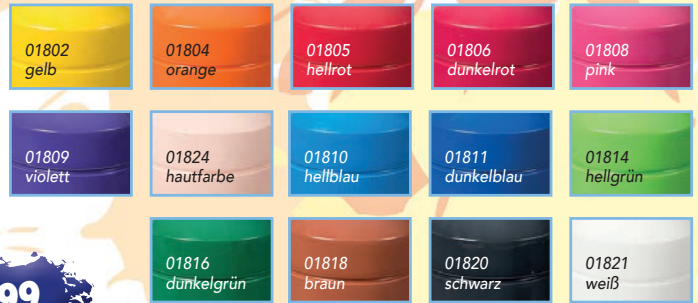 01802
gelb
01804
orange
01805
hellrot
01806
dunkelrot
01808
pink
01809
violett
01824
hautfarbe
01810
hellblau
01811
dunkelblau
01814
hellgrün
01816
dunkelgrün
01818
braun
01820
schwarz
01821
weiß
99